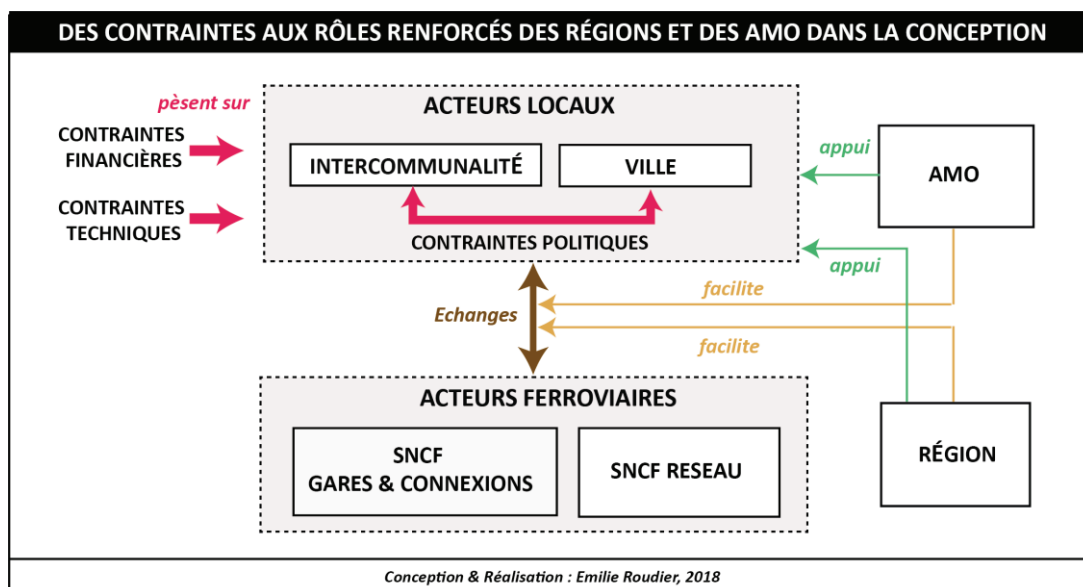 DES CONTRAINTES AUX RÔLES RENFORCÉS DES RÉGIONS ET DES AMO DANS LA CONCEPTION
pèsent sur
CONTRAINTES
FINANCIÈRES
CONTRAINTES
TECHNIQUES
ACTEURS LOCAUX
INTERCOMMUNALITÉ
VILLE
CONTRAINTES POLITIQUES
appui
AMO
appui
facilite
Echanges
facilite
ACTEURS FERROVIAIRES
SNCF
GARES & CONNEXIONS
SNCF RESEAU
RÉGION
Conception & Réalisation : Emilie Roudier, 2018